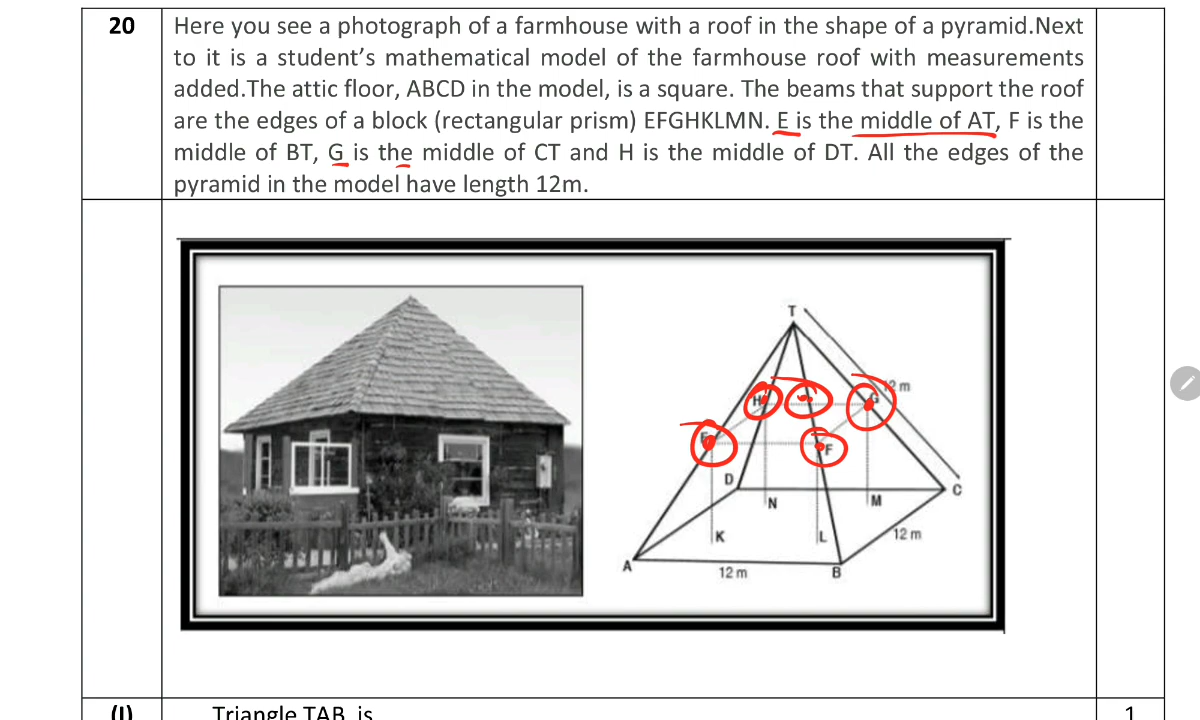 20
Here you see a photograph of a farmhouse with a roof in the shape of a pyramid.Next
to it is a student’s mathematical model of the farmhouse roof with measurements
added.The attic floor, ABCD in the model, is a square. The beams that support the roof
are the edges of a block (rectangular prism) EFGHKLMN. E is the middle of AT, F is the
middle of BT, G is the middle of CT and H is the middle of DT. All the edges of the
pyramid in the model have length 12m.
T
12 m
H
G
E
F
D
C
N
M
K
L
12 m
A
12 m
B
(I)
Triangle TAB is
1